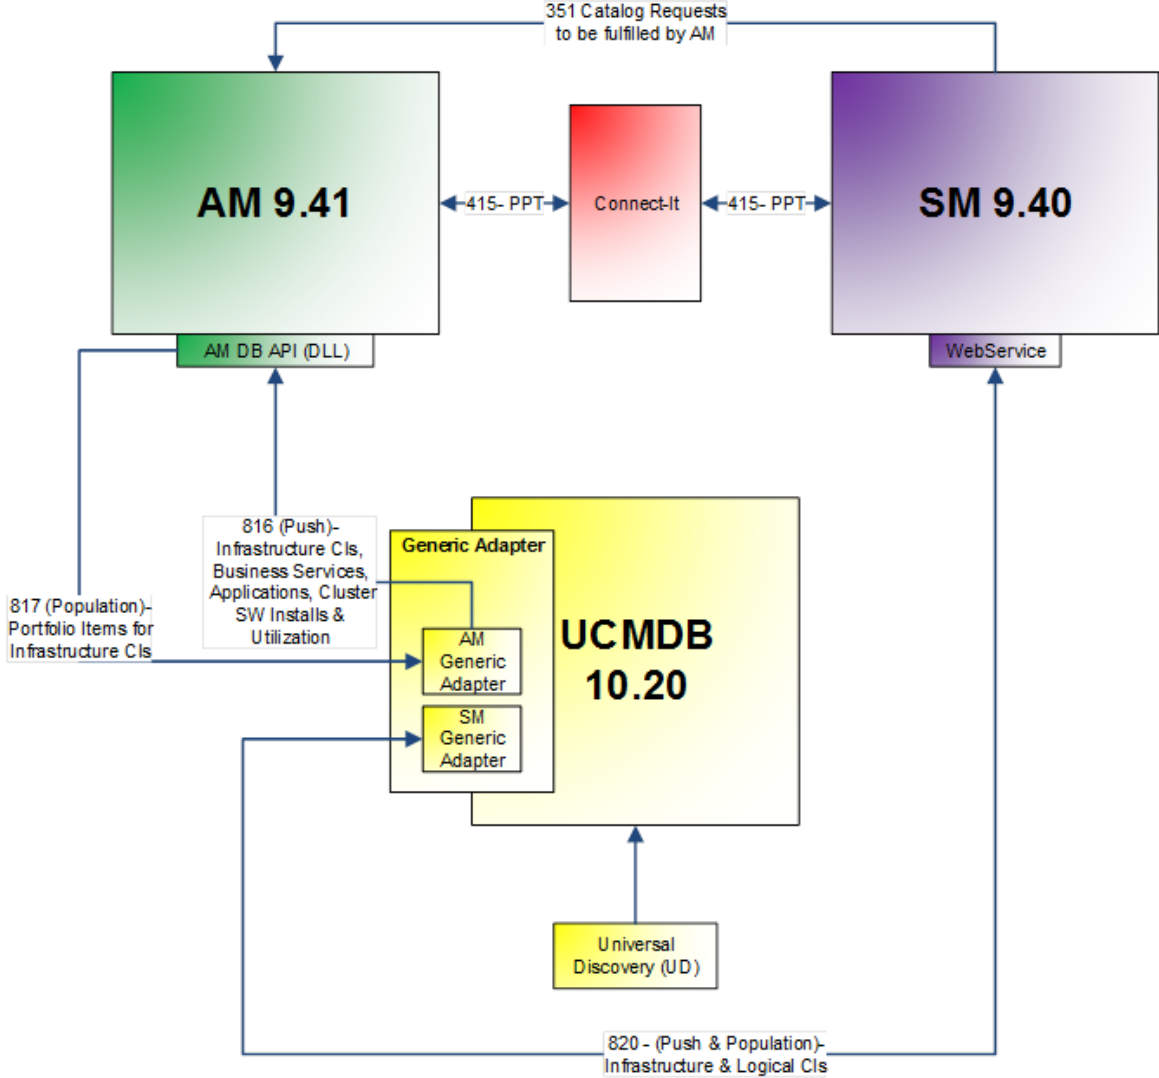 351 Catalog Requests
to be fulfilled by AM
AM 9.41
415- PPT
Connect-It
415- PPT
SM 9.40
AM DB API (DLL)
WebService
816 (Push)-
Infrastructure CIs,
Business Services,
Applications, Cluster
SW Installs &
Utilization
817 (Population)-
Portfolio Items for
Infrastructure CIs
Generic Adapter
AM
Generic
Adapter
SM
Generic
Adapter
UCMDB
10.20
Universal
Discovery (UD)
820 - (Push & Population)-
Infrastructure & Logical CIs